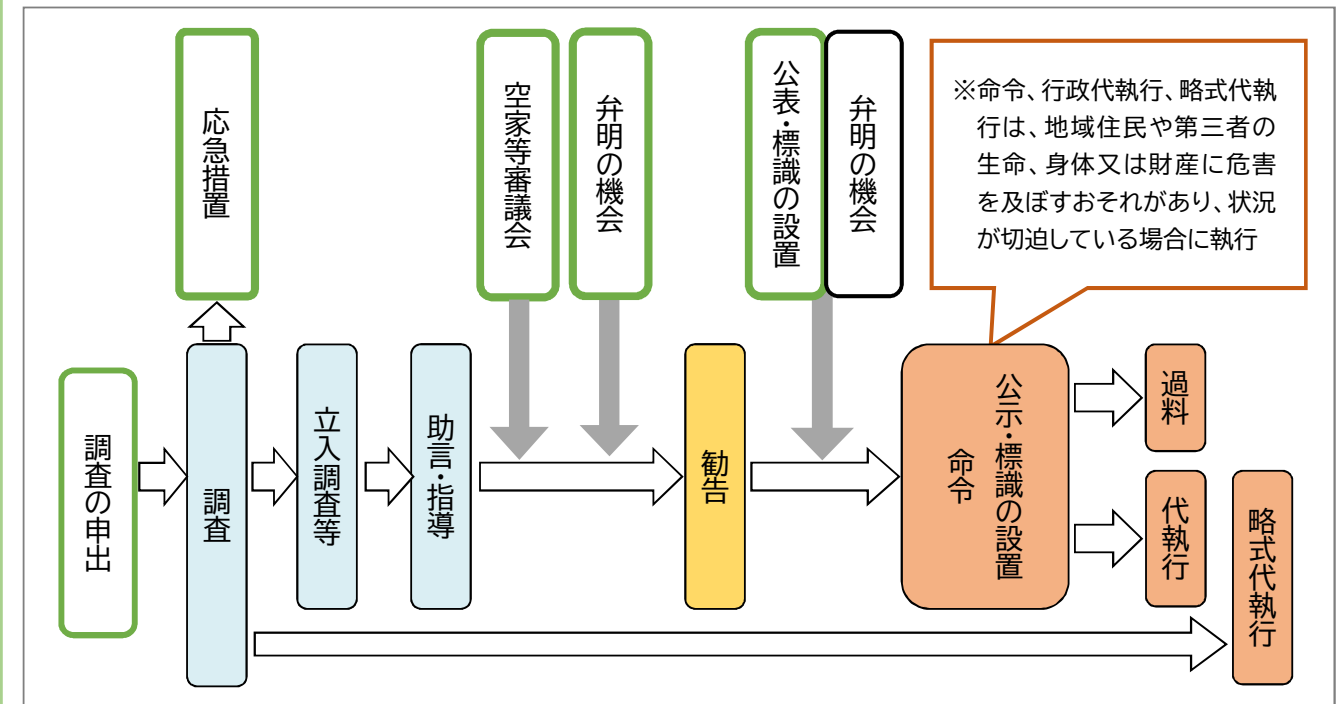 応急措置
空家等審議会
弁明の機会
公表・標識の設置
弁明の機会
※命令、行政代執行、略式代執
行は、地域住民や第三者の
生命、身体又は財産に危害
を及ぼすおそれがあり、状況
が切迫している場合に執行
調査の申出
調査
立入調査等
助言・指導
勧告
公示・標識の設置
命令
過料
代執行
略式代執行